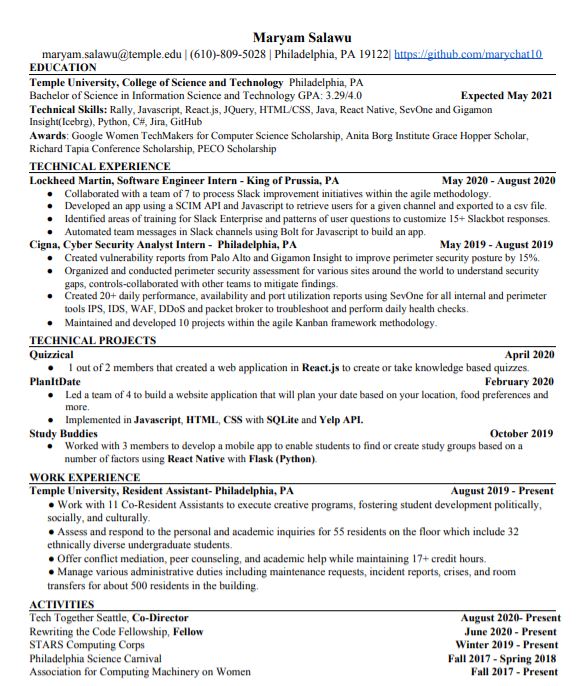 Maryam Salawu
maryam.salawu@temple.edu | (610)-809-5028 | Philadelphia, PA 19122| https://github.com/marychat10
EDUCATION
Temple University, College of Science and Technology Philadelphia, PA
Bachelor of Science in Information Science and Technology GPA: 3.29/4.0 Expected May 2021
Technical Skills: Rally, Javascript, React.js, JQuery, HTML/CSS, Java, React Native, SevOne and Gigamon
Insight(Icebrg), Python, C#, Jira, GitHub
Awards: Google Women TechMakers for Computer Science Scholarship, Anita Borg Institute Grace Hopper Scholar,
Richard Tapia Conference Scholarship, PECO Scholarship
TECHNICAL EXPERIENCE
Lockheed Martin, Software Engineer Intern - King of Prussia, PA May 2020 - August 2020
● Collaborated with a team of 7 to process Slack improvement initiatives within the agile methodology.
● Developed an app using a SCIM API and Javascript to retrieve users for a given channel and exported to a csv file.
● Identified areas of training for Slack Enterprise and patterns of user questions to customize 15+ Slackbot responses.
● Automated team messages in Slack channels using Bolt for Javascript to build an app.
Cigna, Cyber Security Analyst Intern - Philadelphia, PA May 2019 - August 2019
● Created vulnerability reports from Palo Alto and Gigamon Insight to improve perimeter security posture by 15%.
● Organized and conducted perimeter security assessment for various sites around the world to understand security
gaps, controls-collaborated with other teams to mitigate findings.
● Created 20+ daily performance, availability and port utilization reports using SevOne for all internal and perimeter
tools IPS, IDS, WAF, DDoS and packet broker to troubleshoot and perform daily health checks.
● Maintained and developed 10 projects within the agile Kanban framework methodology.
TECHNICAL PROJECTS
Quizzical April 2020
● 1 out of 2 members that created a web application in React.js to create or take knowledge based quizzes.
PlanItDate February 2020
● Led a team of 4 to build a website application that will plan your date based on your location, food preferences and
more.
● Implemented in Javascript, HTML, CSS with SQLite and Yelp API.
Study Buddies October 2019
● Worked with 3 members to develop a mobile app to enable students to find or create study groups based on a
number of factors using React Native with Flask (Python).
WORK EXPERIENCE
Temple University, Resident Assistant- Philadelphia, PA August 2019 - Present
● Work with 11 Co-Resident Assistants to execute creative programs, fostering student development politically,
socially, and culturally.
● Assess and respond to the personal and academic inquiries for 55 residents on the floor which include 32
ethnically diverse undergraduate students.
● Offer conflict mediation, peer counseling, and academic help while maintaining 17+ credit hours.
● Manage various administrative duties including maintenance requests, incident reports, crises, and room
transfers for about 500 residents in the building.
ACTIVITIES
Tech Together Seattle, Co-Director August 2020- Present
Rewriting the Code Fellowship, Fellow June 2020 - Present
STARS Computing Corps Winter 2019 - Present
Philadelphia Science Carnival Fall 2017 - Spring 2018
Association for Computing Machinery on Women Fall 2017 - Present